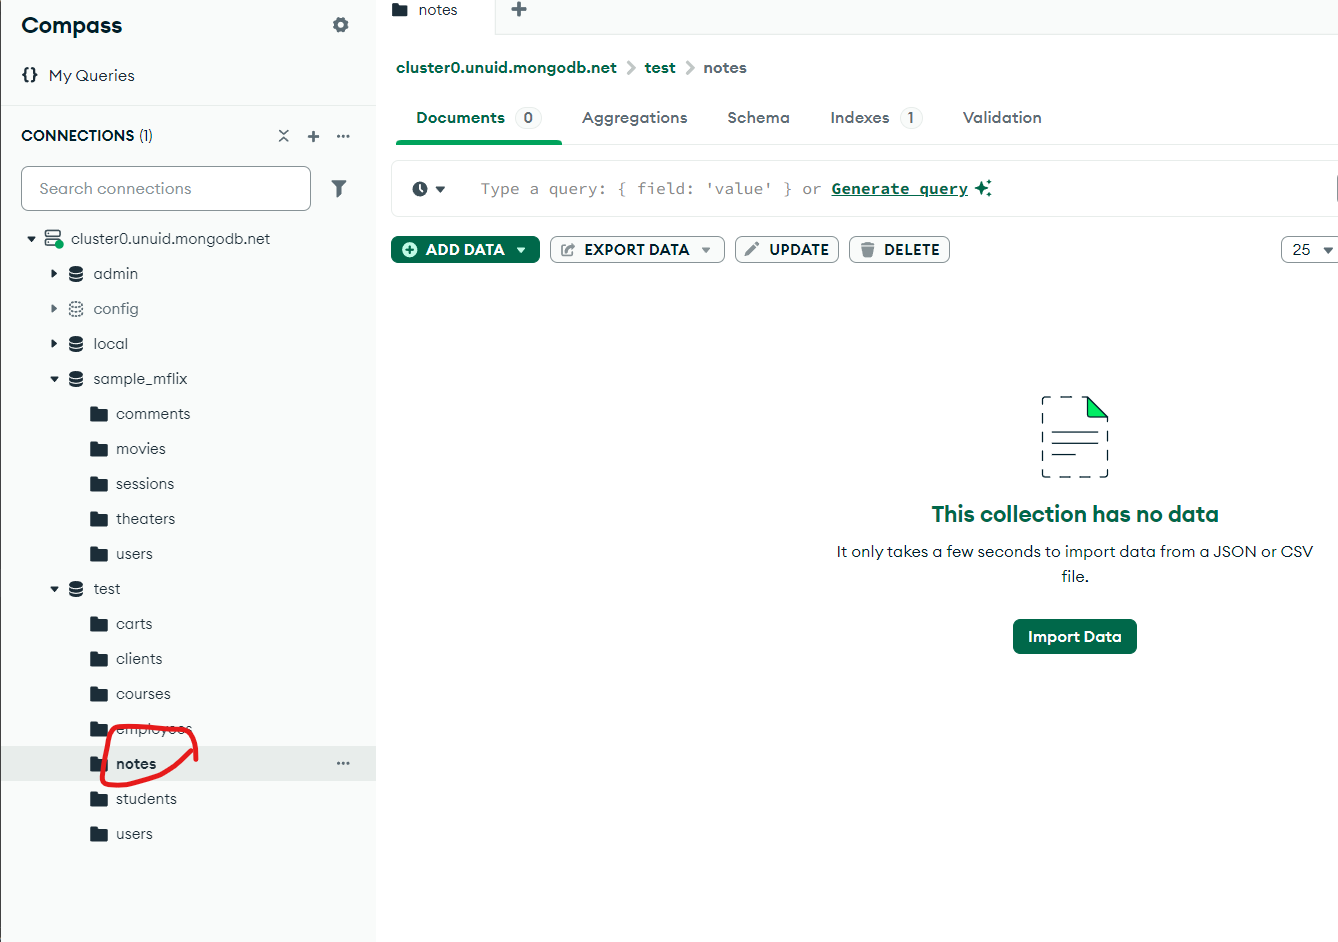 Compass
My Queries
CONNECTIONS (1)
Search connections
cluster0.unuid.mongodb.net
admin
config
local
sample_mflix
comments
movies
sessions
theaters
users
test
carts
clients
courses
employees
notes
students
users
notes
cluster0.unuid.mongodb.net > test > notes
Documents 0 Aggregations Schema Indexes 1 Validation
Type a query: { field: 'value' } or Generate query
ADD DATA EXPORT DATA UPDATE DELETE 25
This collection has no data
It only takes a few seconds to import data from a JSON or CSV
file.
Import Data